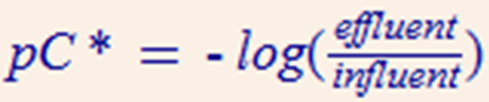 pC* = - log(effluent/influent)